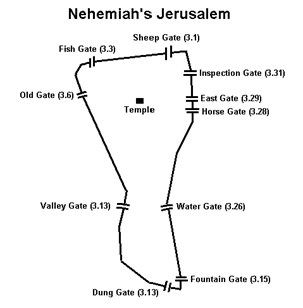 Nehemiah's Jerusalem
Sheep Gate (3.1)
Fish Gate (3.3)
Inspection Gate (3.31)
Old Gate (3.6)
East Gate (3.29)
Temple
Horse Gate (3.28)
Valley Gate (3.13)
Water Gate (3.26)
Fountain Gate (3.15)
Dung Gate (3.13)